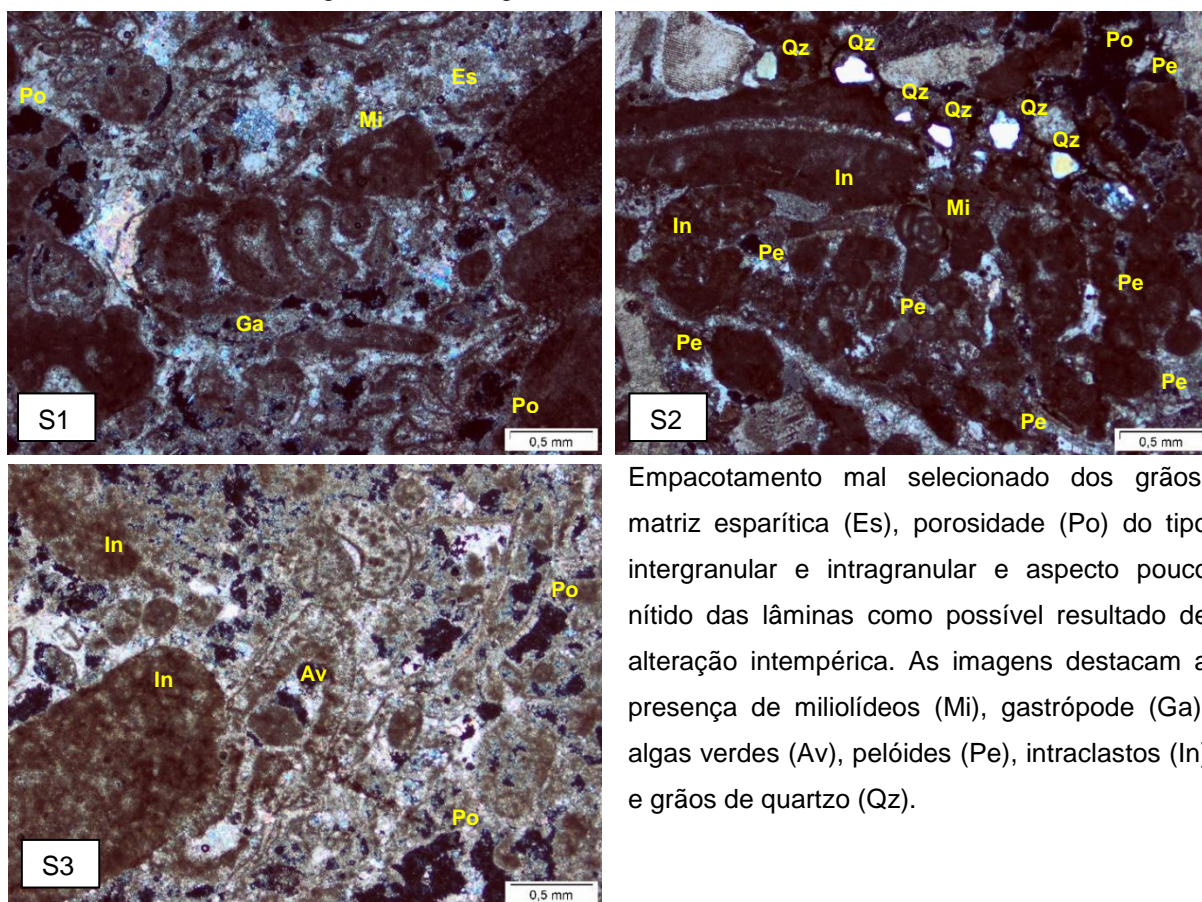 Es
Po
Mi
Ga
Po
S1
0,5 mm
Qz
Qz
Po
Pe
Qz
Qz
Qz
Qz
In
Mi
In
Pe
Pe
Pe
Pe
Pe
Pe
S2
0,5 mm
In
Po
In
Av
Po
S3
0,5 mm
Empacotamento mal selecionado dos grãos,
matriz esparítica (Es), porosidade (Po) do tipo
intergranular e intragranular e aspecto pouco
nítido das lâminas como possível resultado de
alteração intempérica. As imagens destacam a
presença de miliolídeos (Mi), gastrópode (Ga),
algas verdes (Av), pelóides (Pe), intraclastos (In)
e grãos de quartzo (Qz).